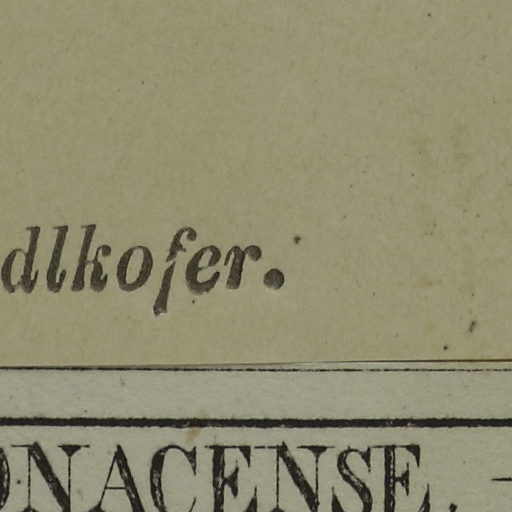 dlkofer.
ONACENSE. —